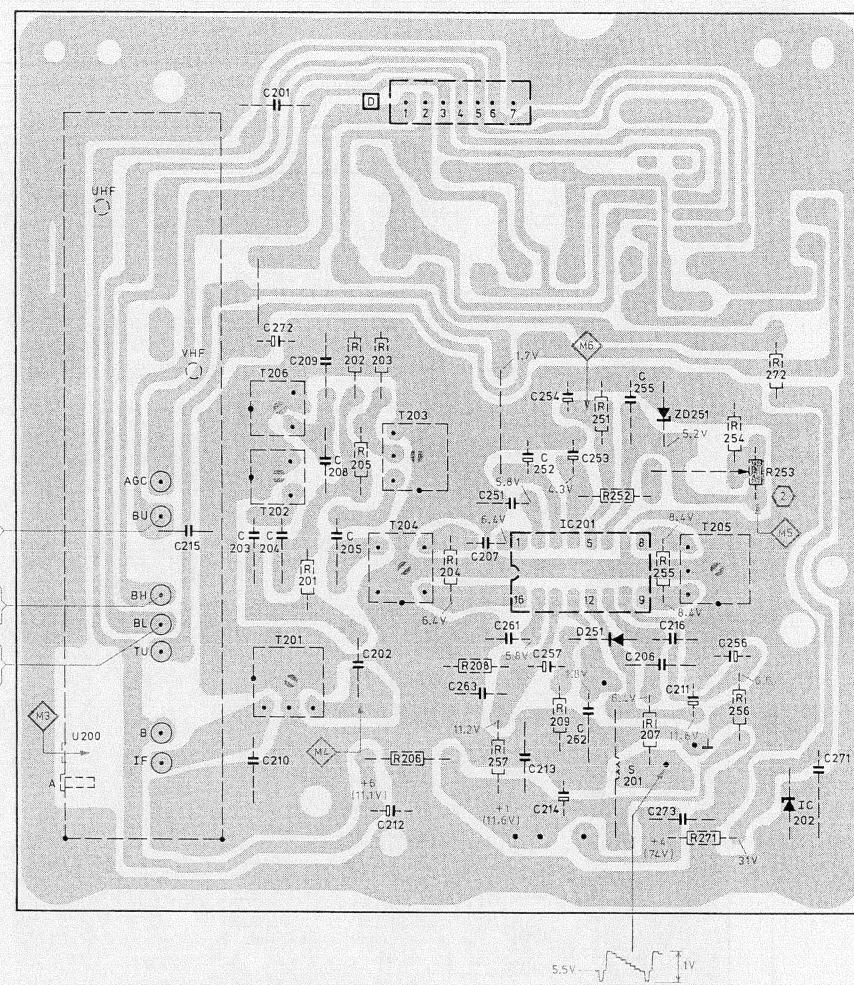 C201
D
1 2 3 4 5 6 7
UHF
C272
VHF
C209
R 202
R 203
T206
T203
M6
1.7V
C254
R 251
C 255
ZD251
5.2V
R 272
R 254
R253
2
M5
C 208
R 205
C 252
C253
4.3V
5.8V
R252
C251
6.4V
AGC
BU
C215
T202
C 203
C 204
C 205
T204
C207
IC201
1 5 8
16 12 9
8.4V
T205
R 201
R 204
6.4V
R 255
8.4V
BH
BL
TU
T201
C202
C261
5.8V
D251
C216
C256
R208
C257
C206
C263
R 209
C 262
6.4V
R 207
C211
11.6V
R 256
M3
U200
B
IF
A
M4
C210
R206
+6
(11.1V)
C212
11.2V
R 257
C213
+1
(11.6V)
C214
S 201
C273
+4
(74V)
R271
31V
IC 202
C271
5.5V
1V